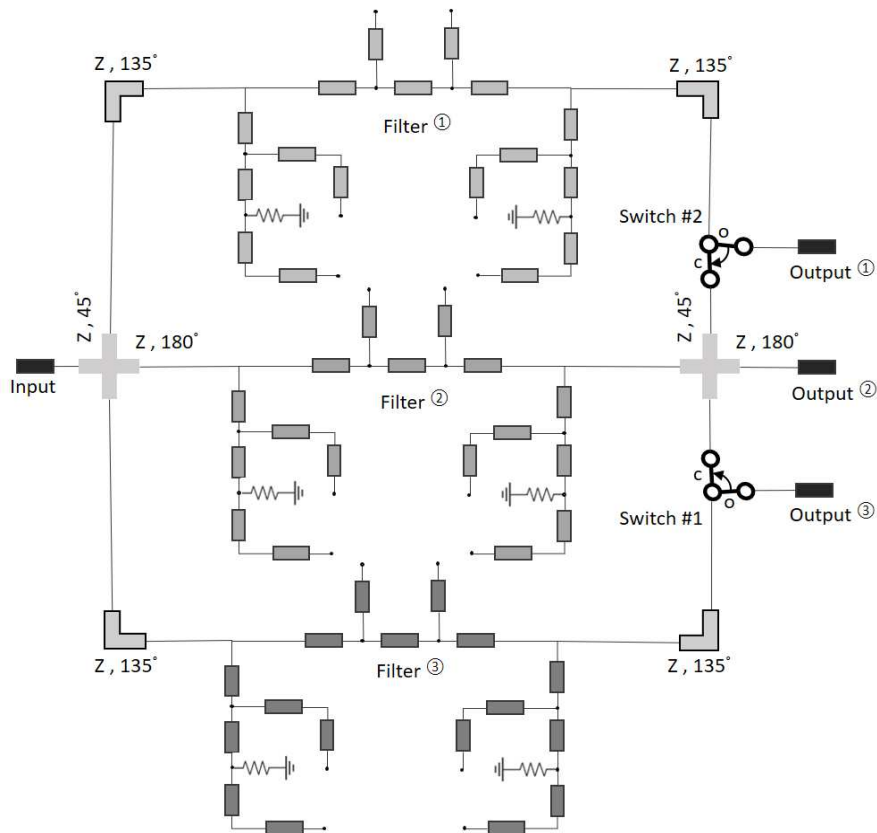 Z , 135°
Z , 135°
Filter ①
Switch #2
O
C
Output ①
Z , 45°
Z , 180°
Z , 45°
Z , 180°
Input
Filter ②
Output ②
C
O
Switch #1
Output ③
Z , 135°
Filter ③
Z , 135°